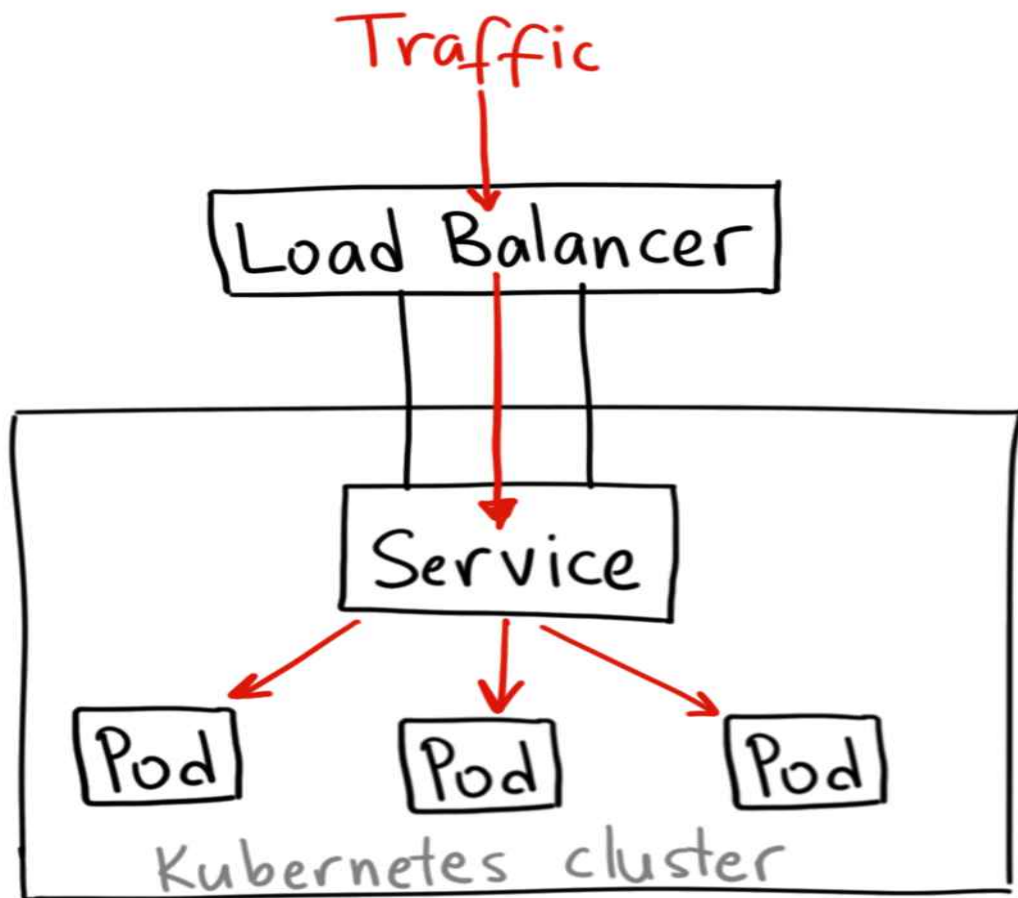 Traffic
Load Balancer
Service
Pod
Pod
Pod
Kubernetes cluster